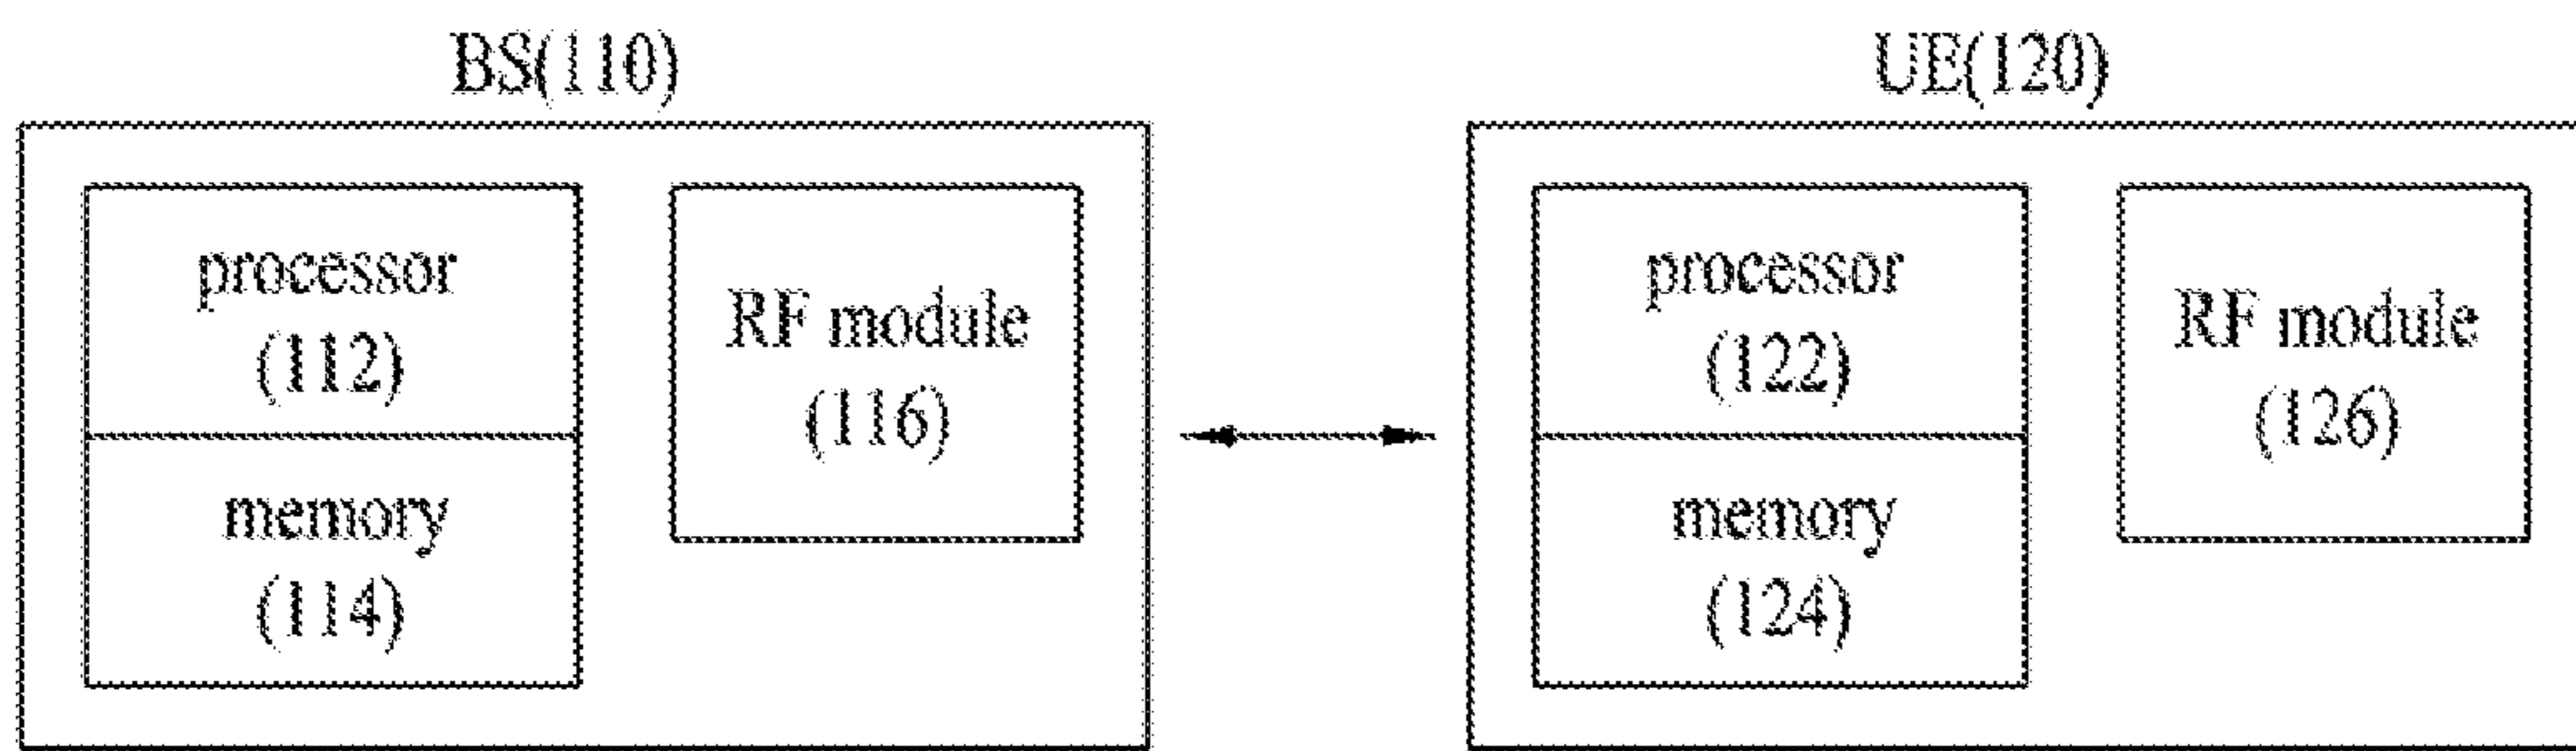 BS(110)
processor
(112)
memory
(114)
RF module
(116)
UE(120)
processor
(122)
memory
(124)
RF module
(126)